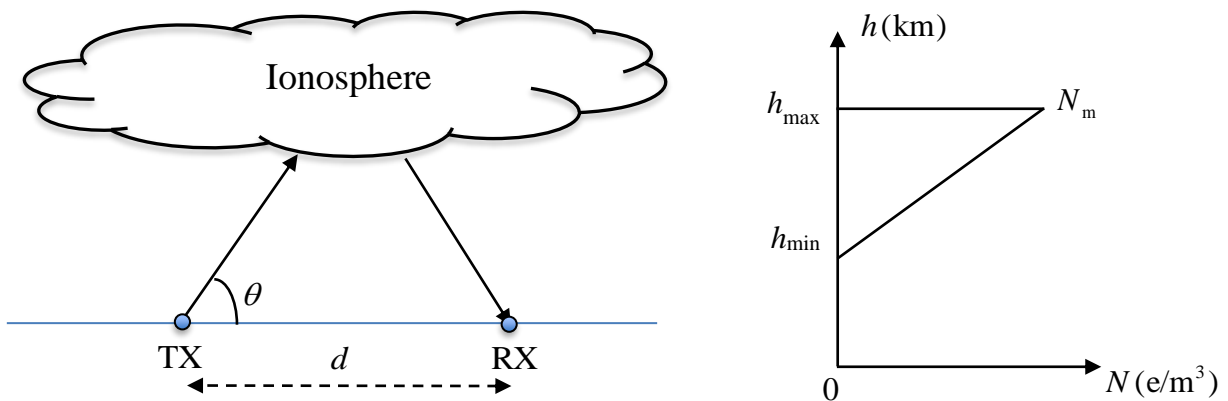 Ionosphere
θ
TX
d
RX
h (km)
h_max
N_m
h_min
0
N (e/m³)